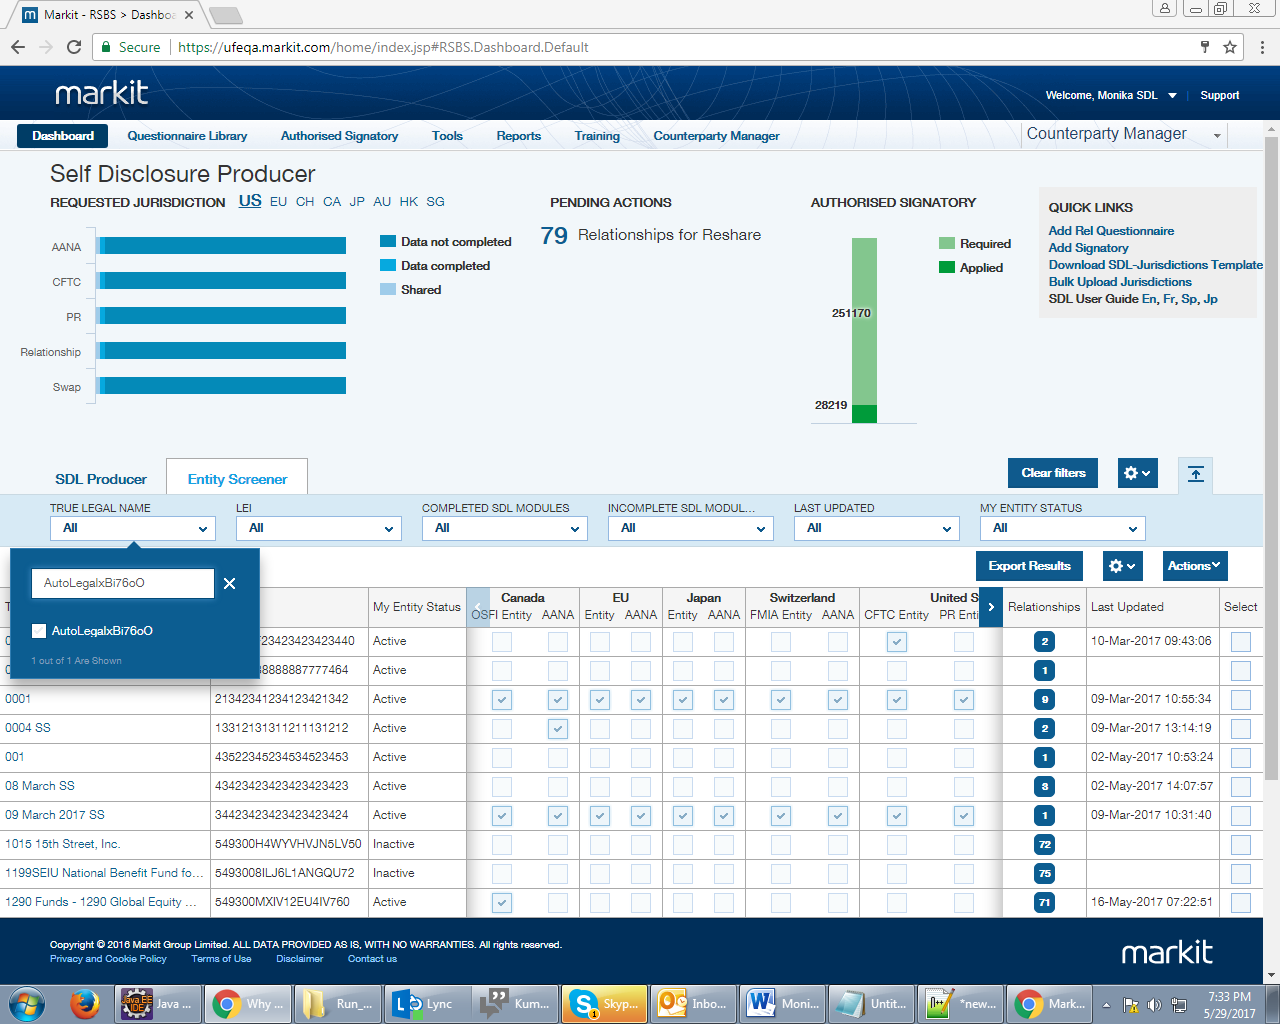 Markit - RSBS > Dashbo
Secure https://ufeqa.markit.com/home/index.jsp#RSBS.Dashboard.Default
markit
Welcome, Monika SDL Support
Dashboard Questionnaire Library Authorised Signatory Tools Reports Training Counterparty Manager Counterparty Manager
Self Disclosure Producer
REQUESTED JURISDICTION US EU CH CA JP AU HK SG
AANA
CFTC
PR
Relationship
Swap
Data not completed
Data completed
Shared
PENDING ACTIONS
79 Relationships for Reshare
AUTHORISED SIGNATORY
251170
28219
Required
Applied
QUICK LINKS
Add Rel Questionnaire
Add Signatory
Download SDL-Jurisdictions Template
Bulk Upload Jurisdictions
SDL User Guide En, Fr, Sp, Jp
SDL Producer Entity Screener Clear filters
TRUE LEGAL NAME LEI COMPLETED SDL MODULES INCOMPLETE SDL MODUL... LAST UPDATED MY ENTITY STATUS
All All All All All All
AutoLegalxBi76oO
AutoLegalxBi76oO
1 out of 1 Are Shown
Export Results Actions
My Entity Status Canada EU Japan Switzerland United S Relationships Last Updated Select
OSFI Entity AANA Entity AANA Entity AANA FMIA Entity AANA CFTC Entity PR Enti
23423423423440 Active 2 10-Mar-2017 09:43:06
88888887777464 Active 1
0001 21342341234123421342 Active 9 09-Mar-2017 10:55:34
0004 SS 13312131311211131212 Active 2 09-Mar-2017 13:14:19
001 43522345234534523453 Active 1 02-May-2017 10:53:24
08 March SS 43423423423423423423 Active 3 02-May-2017 14:07:57
09 March 2017 SS 34423423423423423424 Active 1 09-Mar-2017 10:31:40
1015 15th Street, Inc. 549300H4WYVHVJN5LV50 Inactive 72
1199SEIU National Benefit Fund fo... 5493008ILJ6L1ANGQU72 Inactive 75
1290 Funds - 1290 Global Equity ... 549300MXIV12EU4IV760 Active 71 16-May-2017 07:22:51
Copyright © 2016 Markit Group Limited. ALL DATA PROVIDED AS IS, WITH NO WARRANTIES. All rights reserved.
Privacy and Cookie Policy Terms of Use Disclaimer Contact us
markit
Java ... Why ... Run_... Lync Kum... Skyp... Inbo... Moni... Untit... *new... Mark...
7:33 PM
5/29/2017